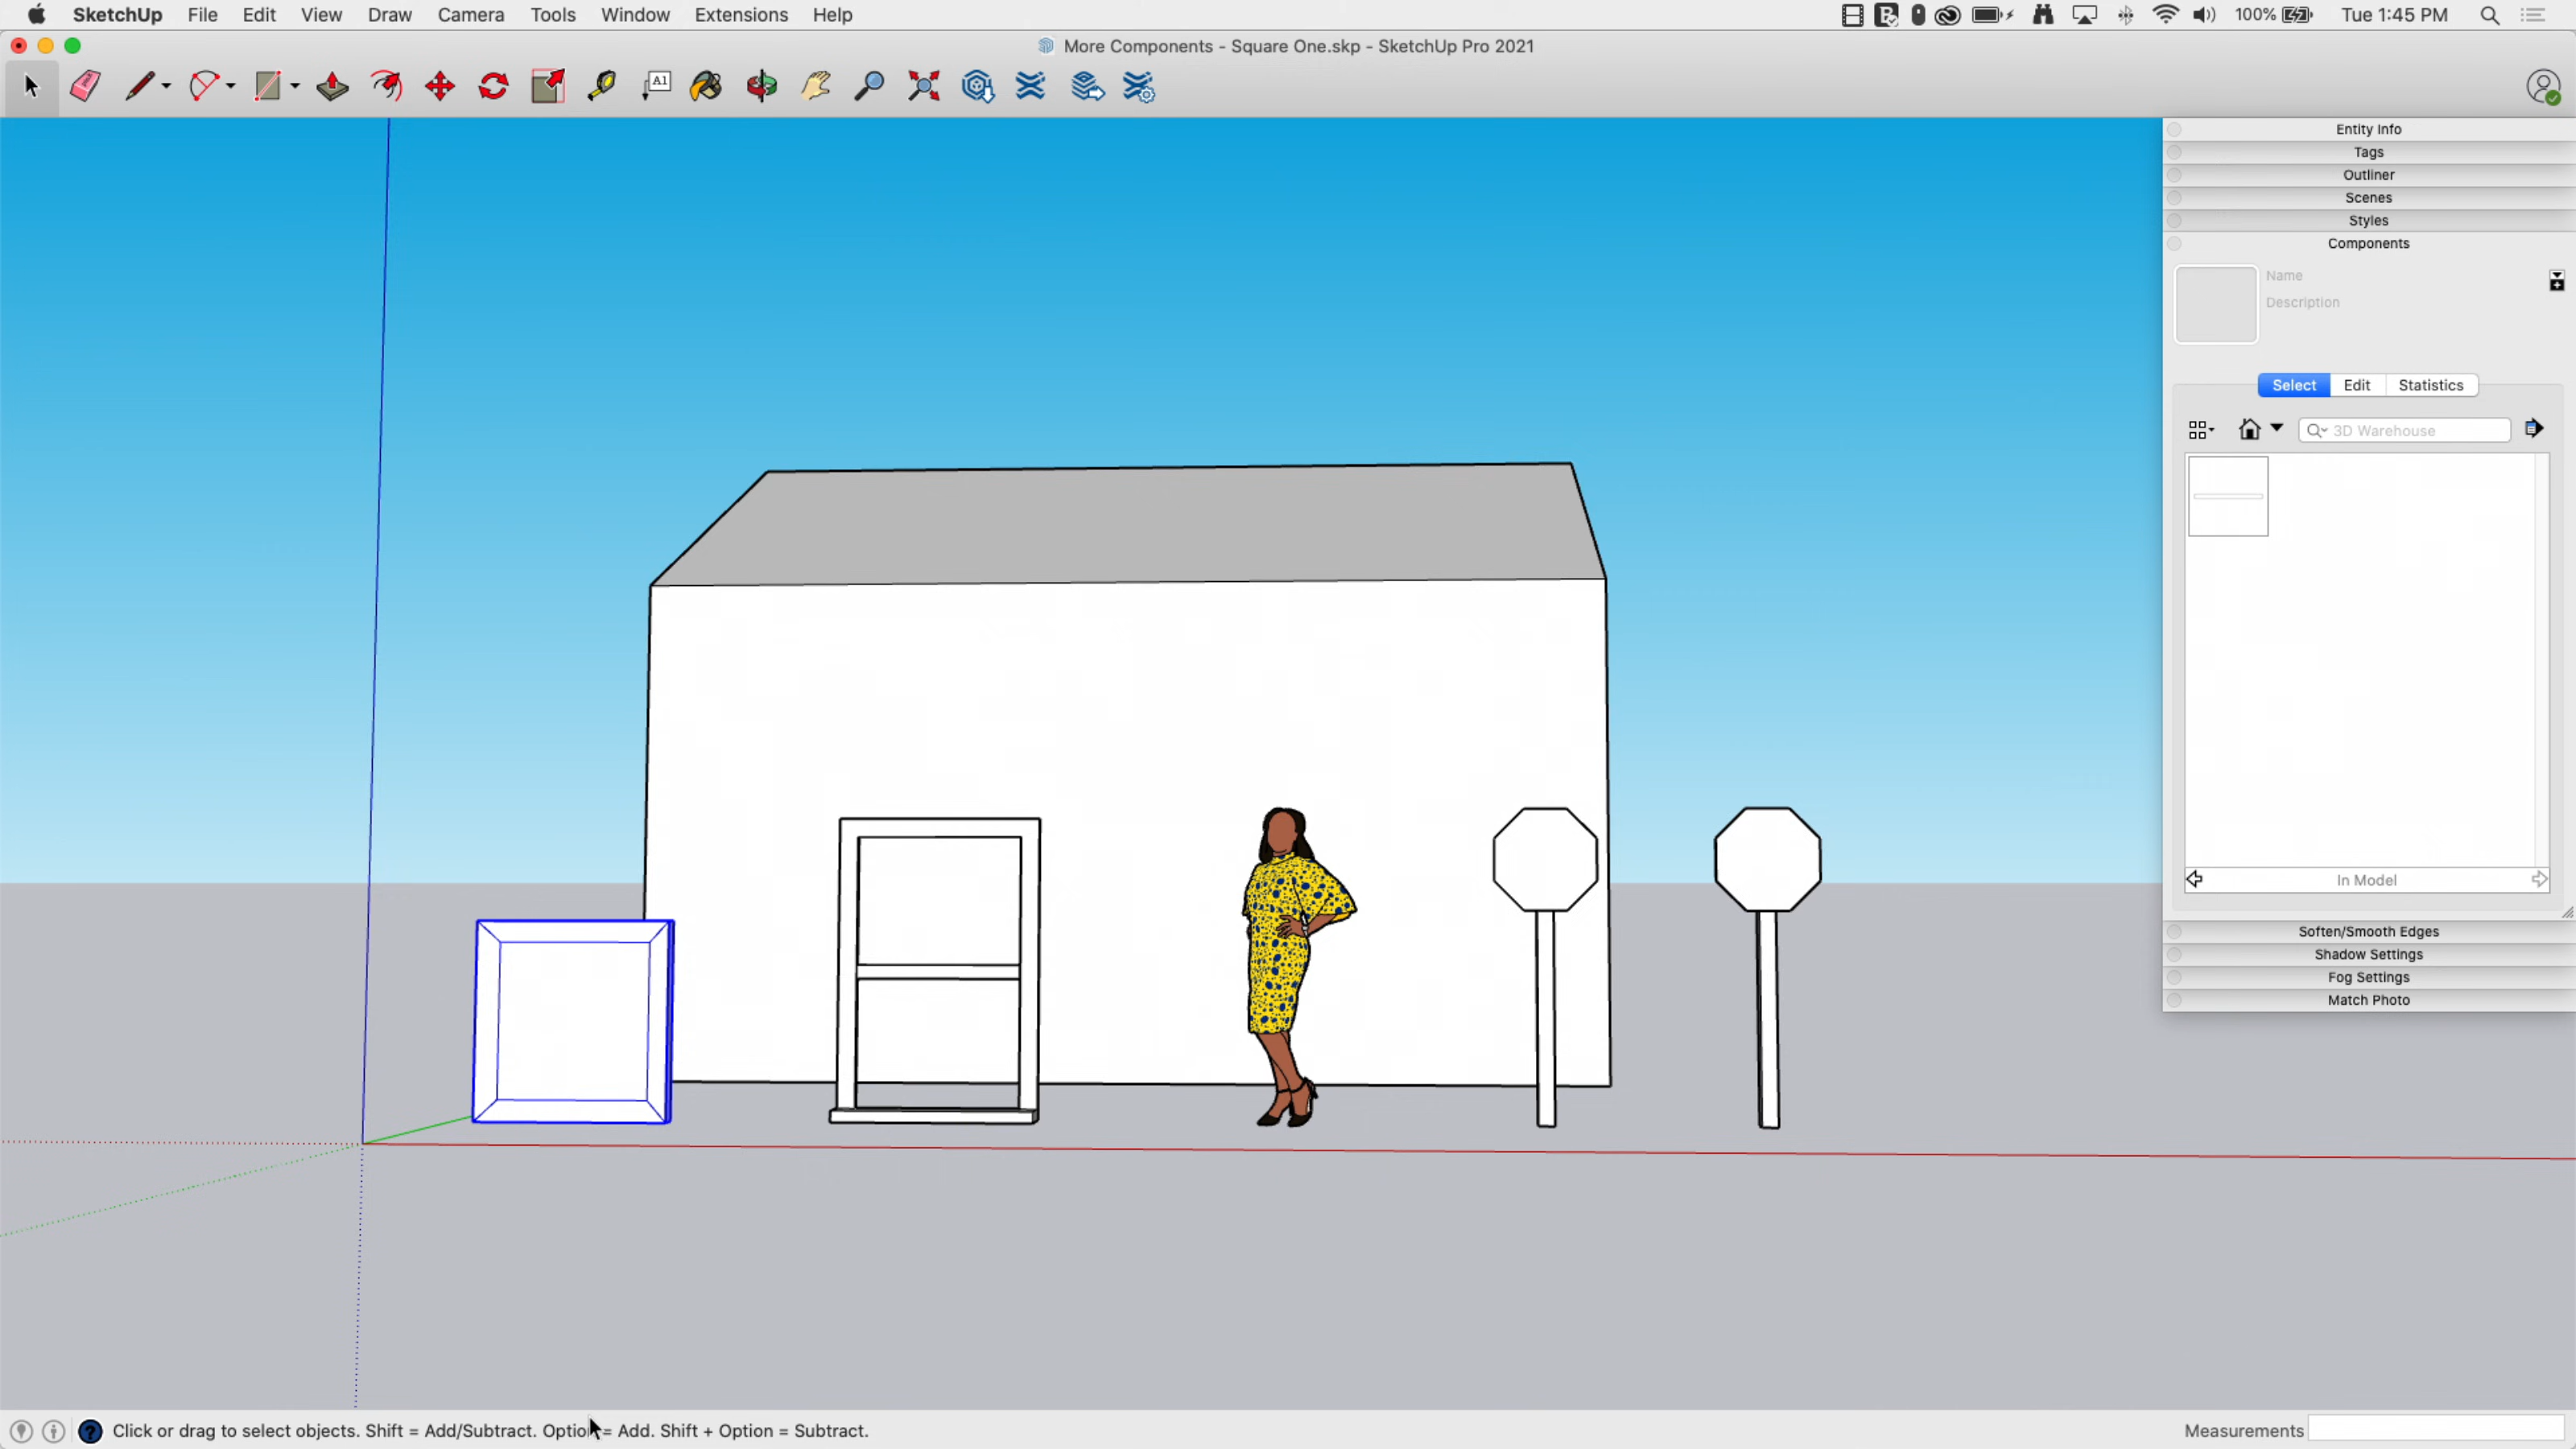 SketchUp File Edit View Draw Camera Tools Window Extensions Help 100% Tue 1:45 PM
More Components - Square One.skp - SketchUp Pro 2021
A1
Entity Info
Tags
Outliner
Scenes
Styles
Components
Name
Description
Select Edit Statistics
3D Warehouse
In Model
Soften/Smooth Edges
Shadow Settings
Fog Settings
Match Photo
Click or drag to select objects. Shift = Add/Subtract. Option = Add. Shift + Option = Subtract.
Measurements